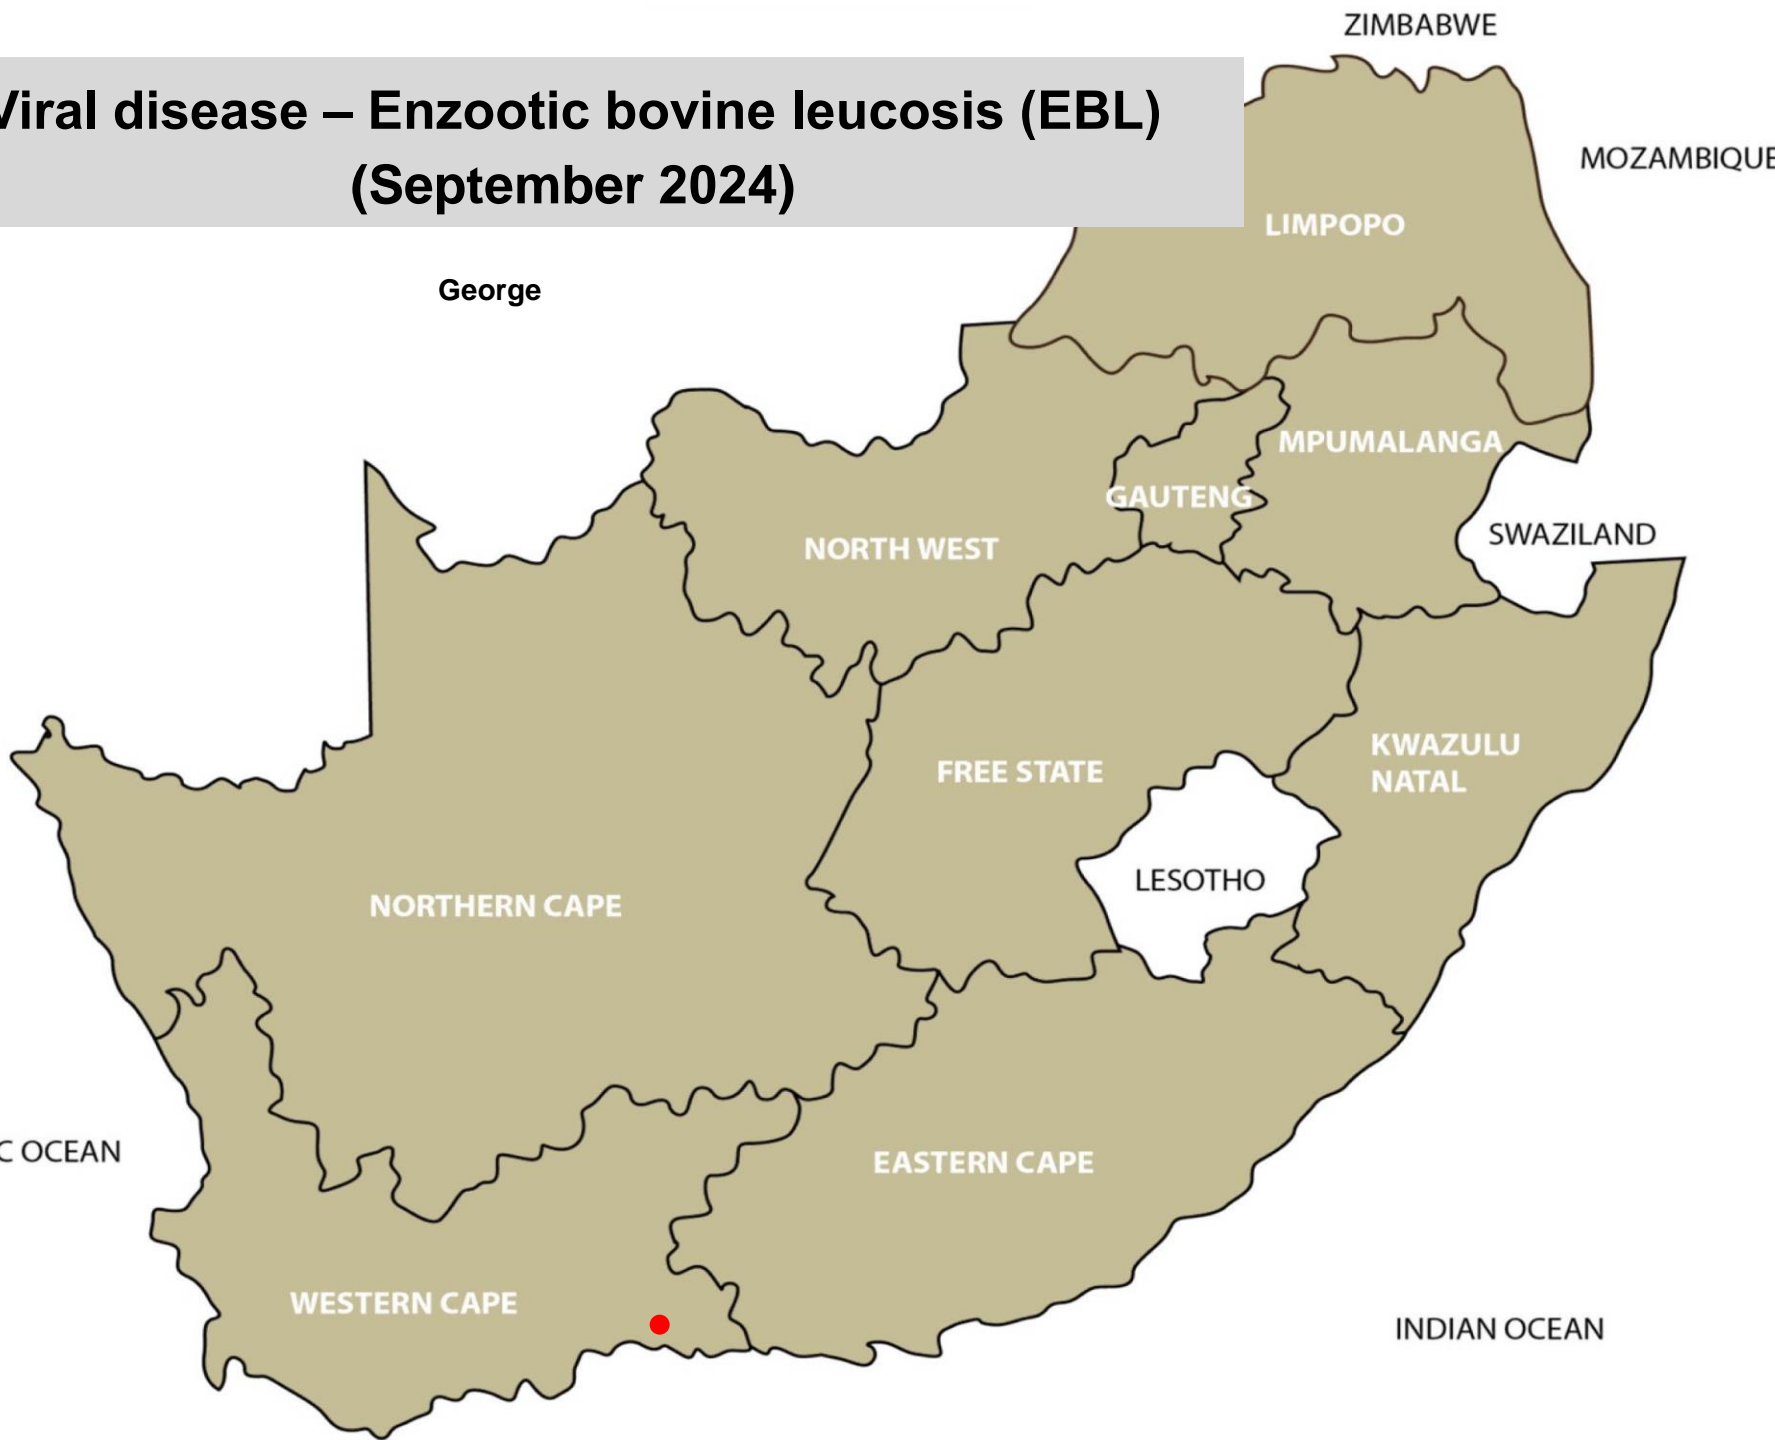 ZIMBABWE
Viral disease – Enzootic bovine leucosis (EBL)
(September 2024)
MOZAMBIQUE
LIMPOPO
George
MPUMALANGA
GAUTENG
SWAZILAND
NORTH WEST
KWAZULU
NATAL
FREE STATE
LESOTHO
NORTHERN CAPE
C OCEAN
EASTERN CAPE
WESTERN CAPE
INDIAN OCEAN